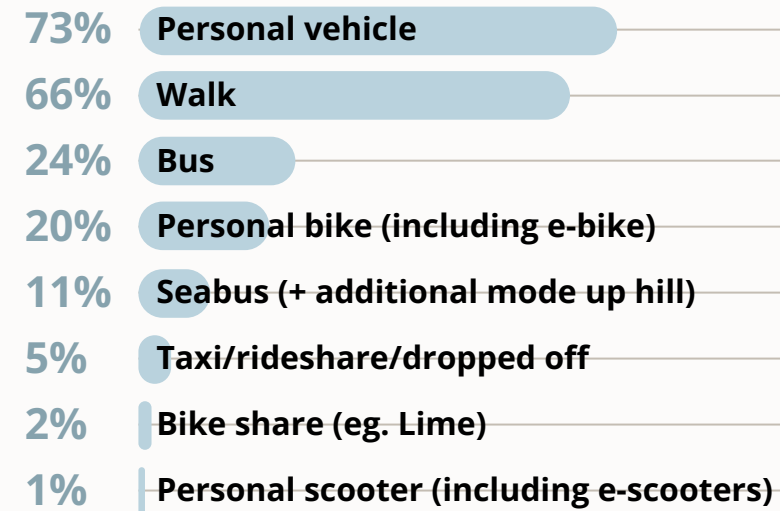 73% Personal vehicle
66% Walk
24% Bus
20% Personal bike (including e-bike)
11% Seabus (+ additional mode up hill)
5% Taxi/rideshare/dropped off
2% Bike share (eg. Lime)
1% Personal scooter (including e-scooters)